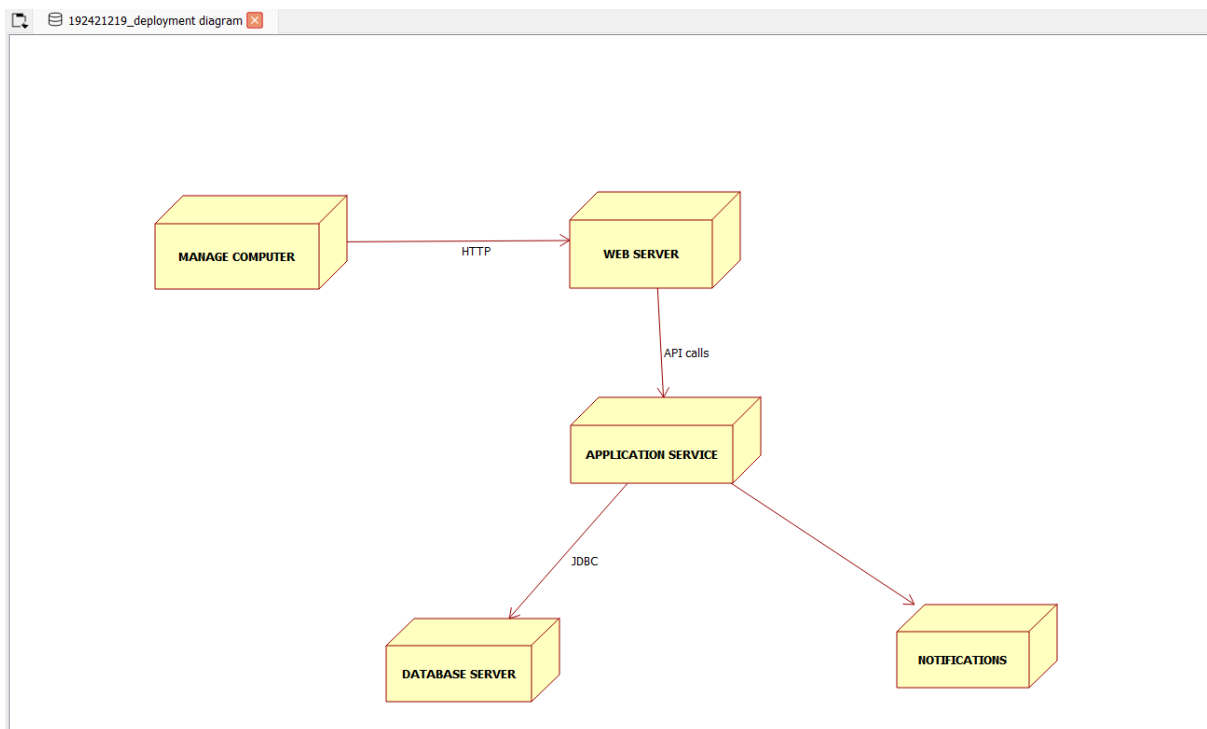 192421219_deployment diagram
MANAGE COMPUTER
HTTP
WEB SERVER
API calls
APPLICATION SERVICE
JDBC
DATABASE SERVER
NOTIFICATIONS